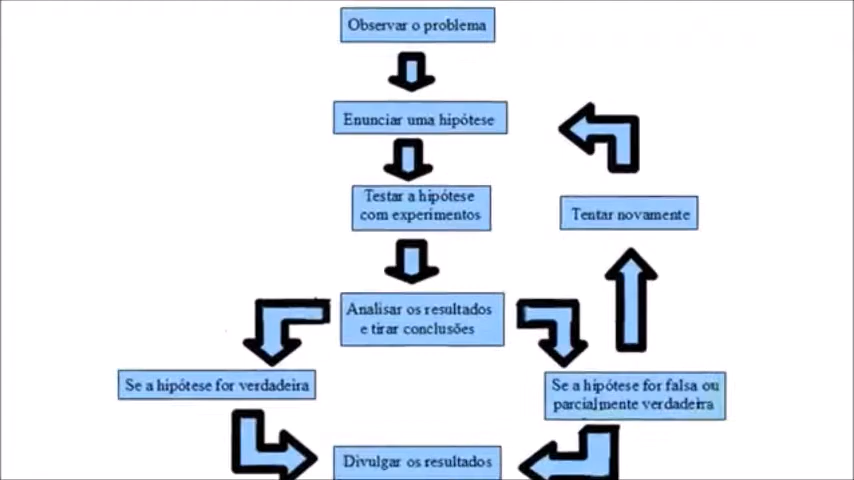 Observar o problema
Enunciar uma hipótese
Testar a hipótese
com experimentos
Tentar novamente
Analisar os resultados
e tirar conclusões
Se a hipótese for verdadeira
Se a hipótese for falsa ou
parcialmente verdadeira
Divulgar os resultados